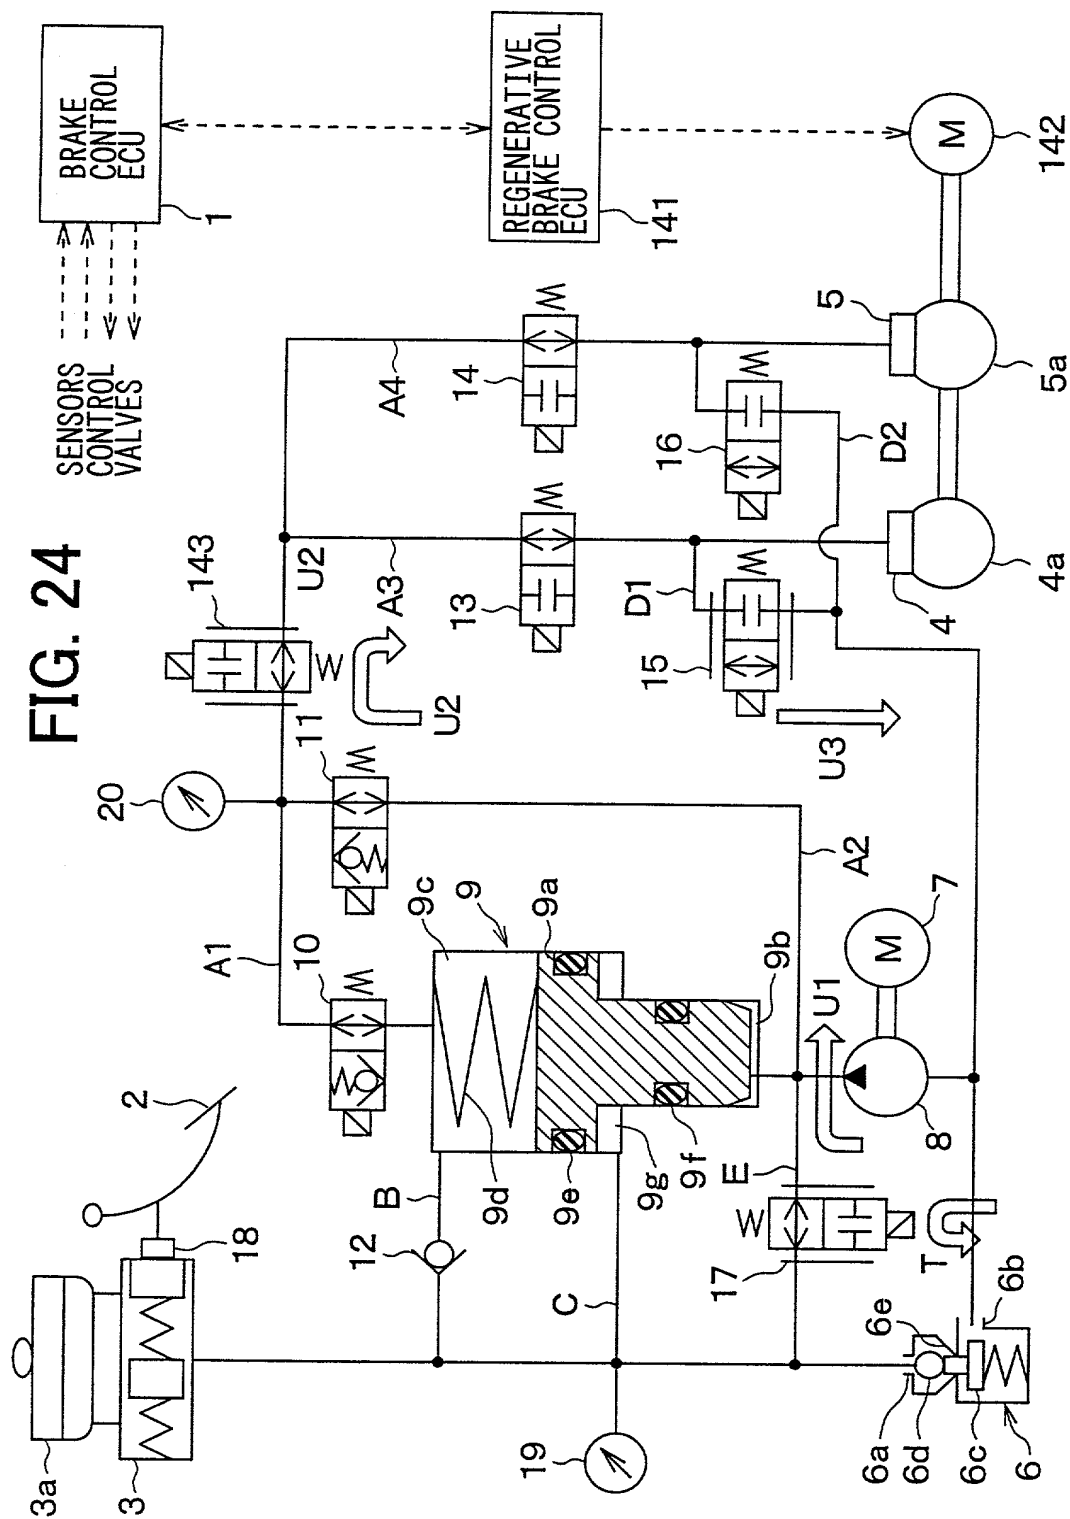 FIG. 24
BRAKE
CONTROL
ECU
1
SENSORS
CONTROL
VALVES
REGENERATIVE
BRAKE CONTROL
ECU
141
M
142
2
3a
3
18
20
A1
10
11
143
U2
U2
A3
A4
13
14
9c
9
9a
9b
9d
9e
9f
9g
B
12
C
19
E
17
T
U1
A2
M
7
8
D1
15
16
D2
U3
4
4a
5
5a
6
6a
6b
6c
6d
6e